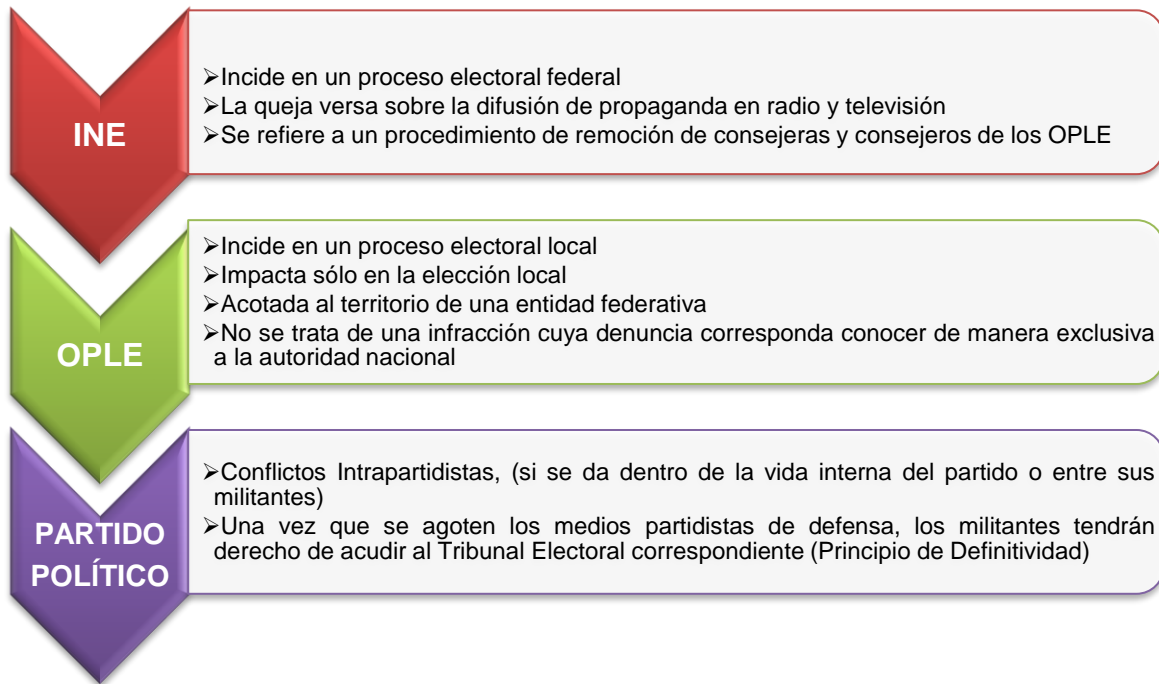 INE
➢Incide en un proceso electoral federal
➢La queja versa sobre la difusión de propaganda en radio y televisión
➢Se refiere a un procedimiento de remoción de consejeras y consejeros de los OPLE
OPLE
➢Incide en un proceso electoral local
➢Impacta sólo en la elección local
➢Acotada al territorio de una entidad federativa
➢No se trata de una infracción cuya denuncia corresponda conocer de manera exclusiva
a la autoridad nacional
PARTIDO
POLÍTICO
➢Conflictos Intrapartidistas, (si se da dentro de la vida interna del partido o entre sus
militantes)
➢Una vez que se agoten los medios partidistas de defensa, los militantes tendrán
derecho de acudir al Tribunal Electoral correspondiente (Principio de Definitividad)